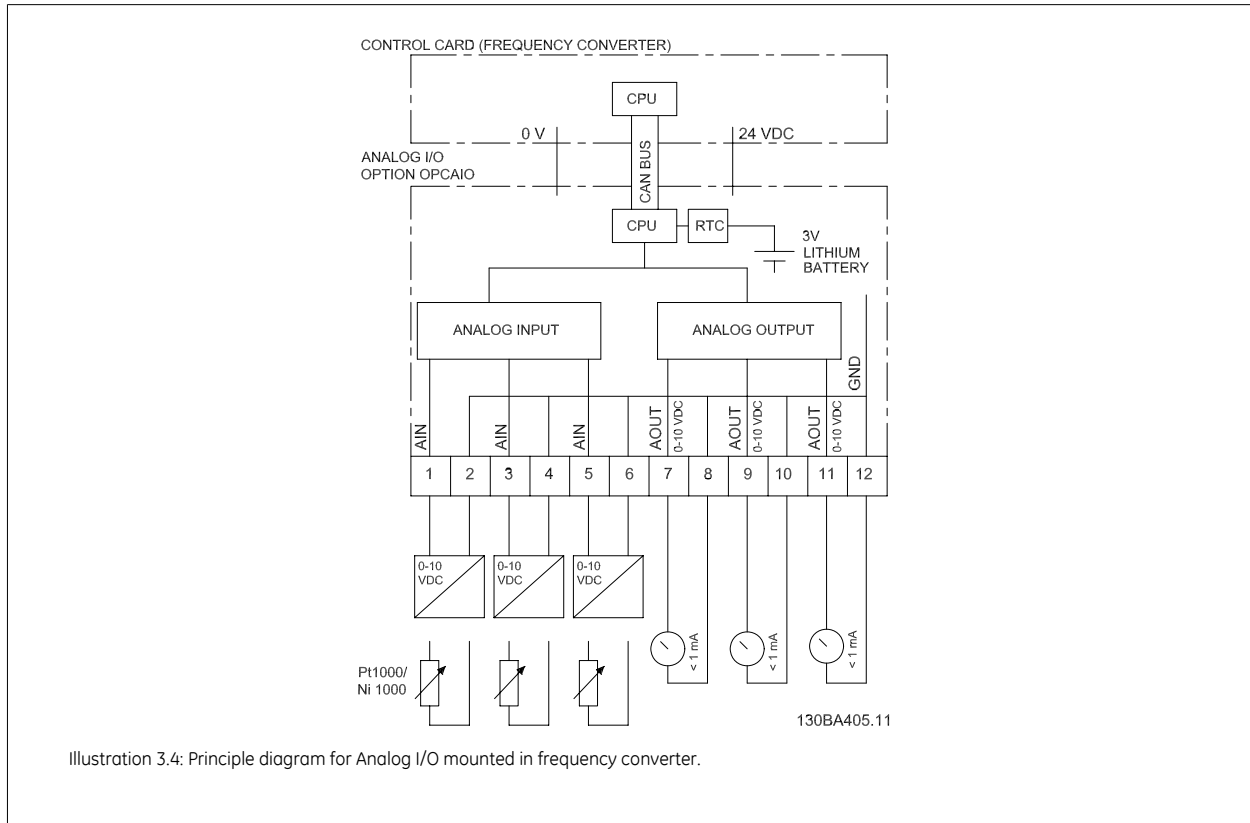 CONTROL CARD (FREQUENCY CONVERTER)
CPU
0 V
24 VDC
CAN BUS
ANALOG I/O
OPTION OPCAIO
CPU
RTC
3V
LITHIUM
BATTERY
ANALOG INPUT
ANALOG OUTPUT
GND
AIN
AIN
AIN
AOUT
0-10 VDC
AOUT
0-10 VDC
AOUT
0-10 VDC
1
2
3
4
5
6
7
8
9
10
11
12
0-10
VDC
0-10
VDC
0-10
VDC
< 1 mA
< 1 mA
< 1 mA
Pt1000/
Ni 1000
130BA405.11
Illustration 3.4: Principle diagram for Analog I/O mounted in frequency converter.